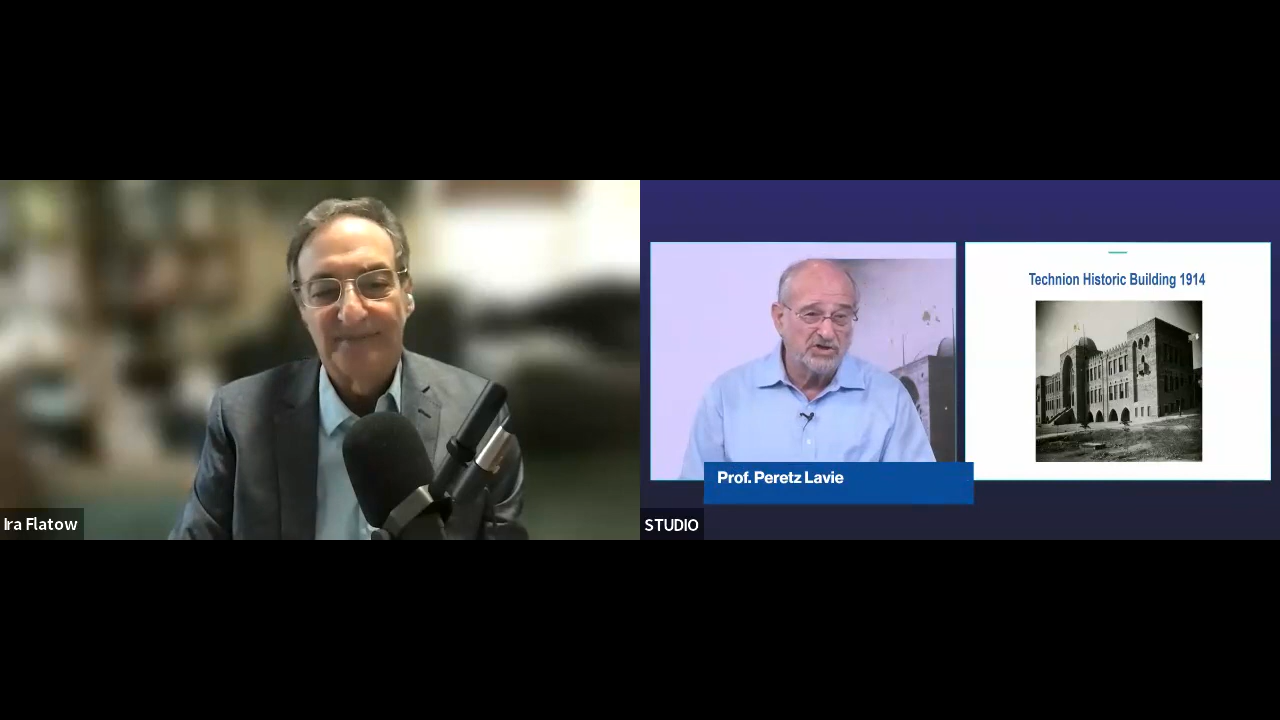 Technion Historic Building 1914
Prof. Peretz Lavie
Ira Flatow
STUDIO